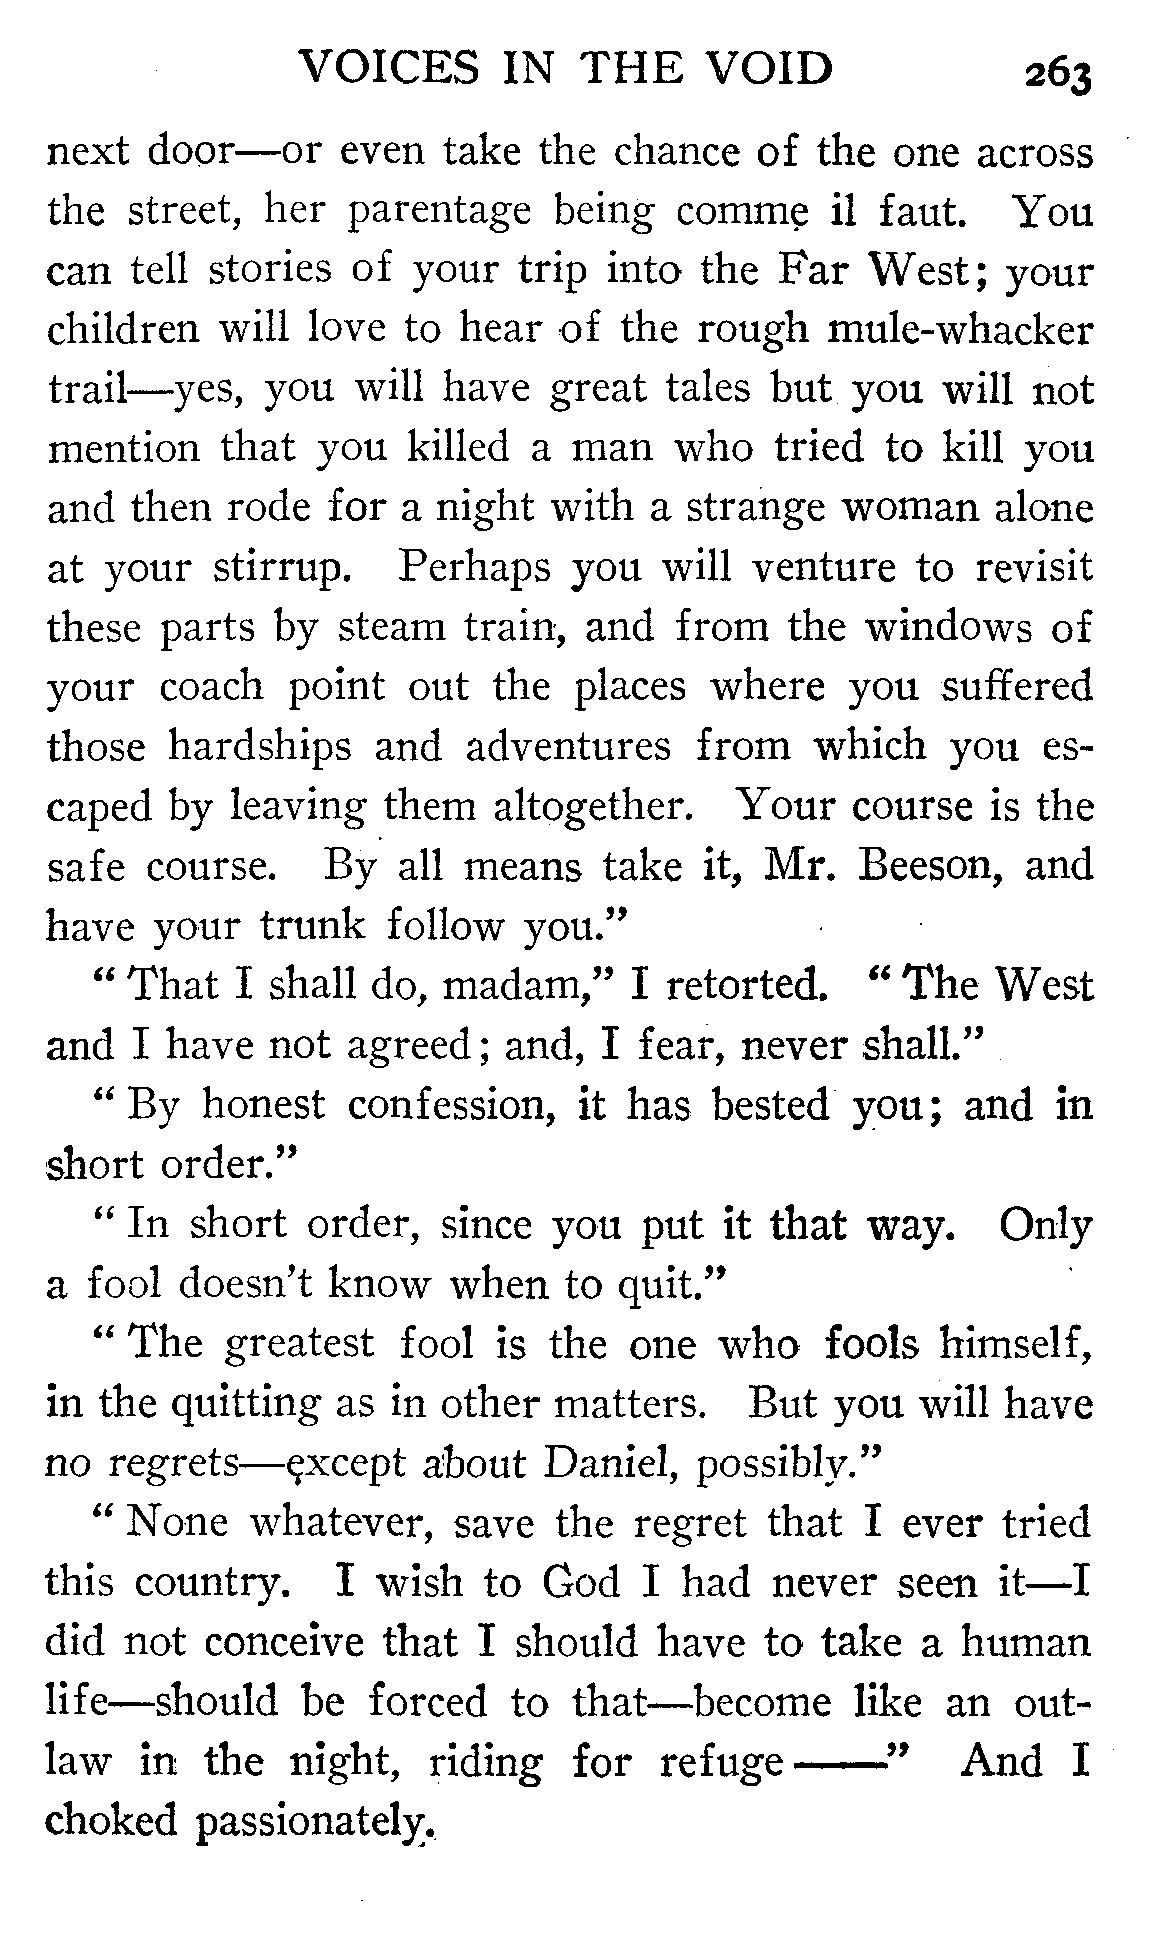 VOICES IN THE VOID 263
next door—or even take the chance of the one across
the street, her parentage being comme il faut. You
can tell stories of your trip into the Far West; your
children will love to hear of the rough mule-whacker
trail—yes, you will have great tales but you will not
mention that you killed a man who tried to kill you
and then rode for a night with a strange woman alone
at your stirrup. Perhaps you will venture to revisit
these parts by steam train, and from the windows of
your coach point out the places where you suffered
those hardships and adventures from which you es-
caped by leaving them altogether. Your course is the
safe course. By all means take it, Mr. Beeson, and
have your trunk follow you.”
“ That I shall do, madam,” I retorted. “ The West
and I have not agreed; and, I fear, never shall.”
“ By honest confession, it has bested you; and in
short order.”
“ In short order, since you put it that way. Only
a fool doesn’t know when to quit.”
“ The greatest fool is the one who fools himself,
in the quitting as in other matters. But you will have
no regrets—except about Daniel, possibly.”
“ None whatever, save the regret that I ever tried
this country. I wish to God I had never seen it—I
did not conceive that I should have to take a human
life—should be forced to that—become like an out-
law in the night, riding for refuge ——” And I
choked passionately.